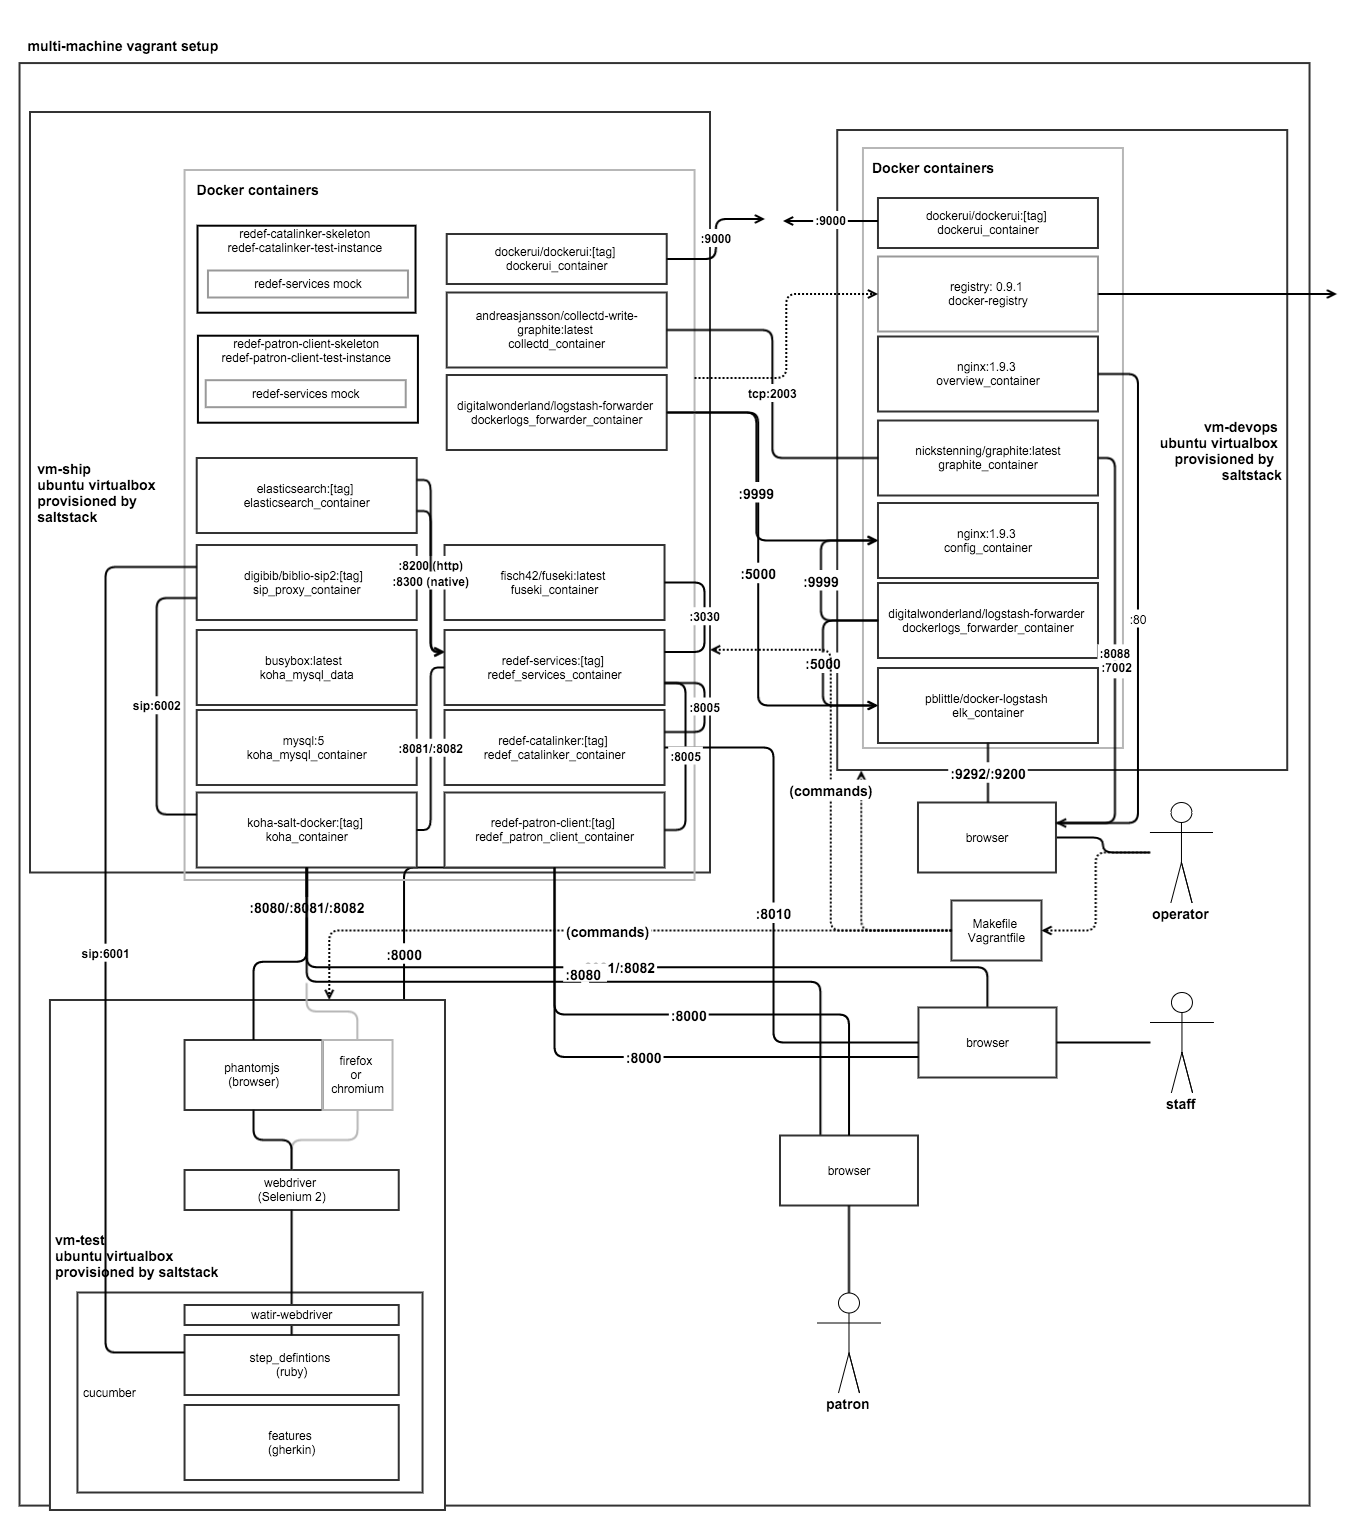 multi-machine vagrant setup
Docker containers
redef-catalinker-skeleton
redef-catalinker-test-instance
redef-services mock
redef-patron-client-skeleton
redef-patron-client-test-instance
redef-services mock
dockerui/dockerui:[tag]
dockerui_container
andreasjansson/collectd-write-
graphite:latest
collectd_container
digitalwonderland/logstash-forwarder
dockerlogs_forwarder_container
vm-ship
ubuntu virtualbox
provisioned by
saltstack
elasticsearch:[tag]
elasticsearch_container
digibib/biblio-sip2:[tag]
sip_proxy_container
busybox:latest
koha_mysql_data
mysql:5
koha_mysql_container
koha-salt-docker:[tag]
koha_container
:8200 (http)
:8300 (native)
fisch42/fuseki:latest
fuseki_container
redef-services:[tag]
redef_services_container
redef-catalinker:[tag]
redef_catalinker_container
redef-patron-client:[tag]
redef_patron_client_container
:3030
:8005
:8005
:8081/:8082
sip:6002
sip:6001
:9000
:9000
tcp:2003
:9999
:5000
:9999
:5000
Docker containers
dockerui/dockerui:[tag]
dockerui_container
registry: 0.9.1
docker-registry
nginx:1.9.3
overview_container
nickstenning/graphite:latest
graphite_container
nginx:1.9.3
config_container
digitalwonderland/logstash-forwarder
dockerlogs_forwarder_container
pblittle/docker-logstash
elk_container
vm-devops
ubuntu virtualbox
provisioned by
saltstack
:80
:8088
:7002
:9292/:9200
(commands)
browser
operator
Makefile
Vagrantfile
:8080/:8081/:8082
(commands)
:8000
:8010
1/:8082
:8080
:8000
:8000
browser
staff
browser
patron
phantomjs
(browser)
firefox
or
chromium
webdriver
(Selenium 2)
vm-test
ubuntu virtualbox
provisioned by saltstack
watir-webdriver
step_defintions
(ruby)
cucumber
features
(gherkin)